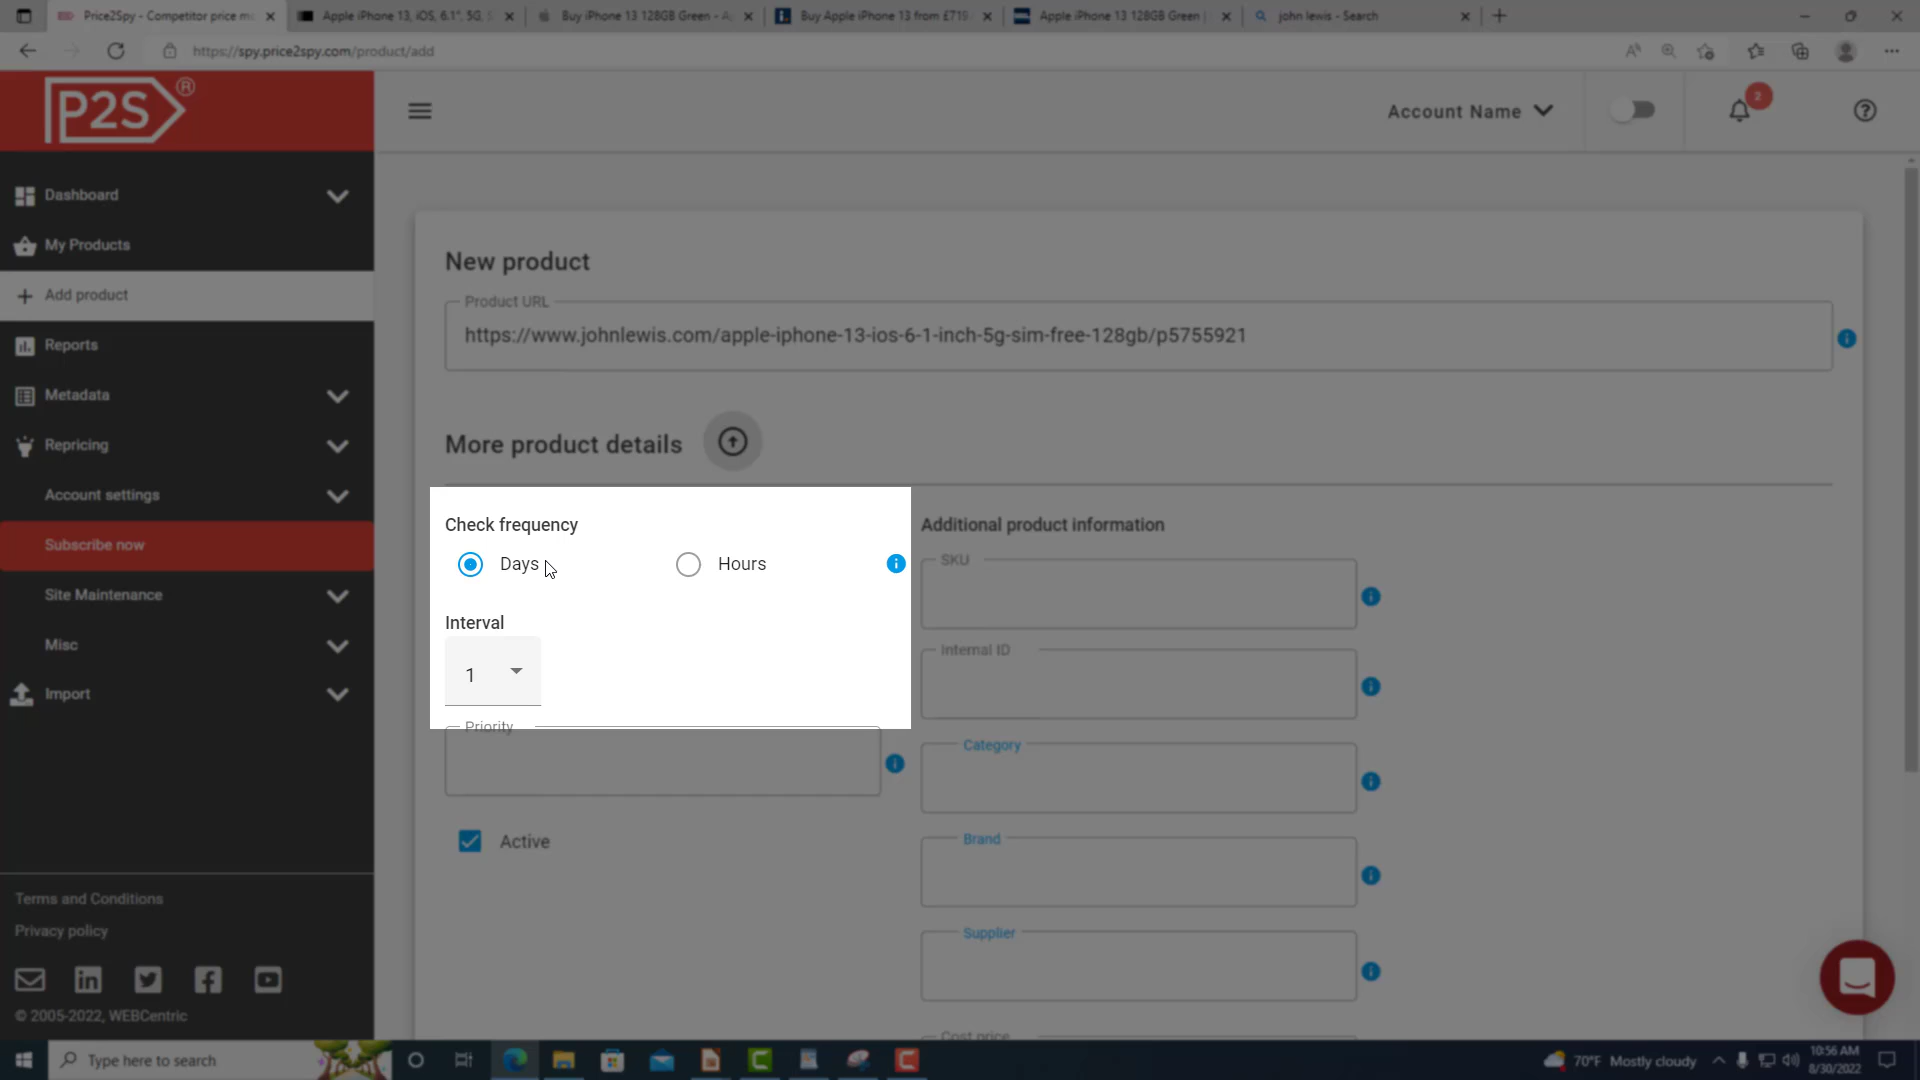 Price2Spy - Competitor price m
Apple iPhone 13, iOS, 6.1", 5G, S
Buy iPhone 13 128GB Green - A
Buy Apple iPhone 13 from £719
Apple iPhone 13 128GB Green |
john lewis - Search
https://spy.price2spy.com/product/add
P2S®
Account Name
2
Dashboard
My Products
Add product
Reports
Metadata
Repricing
Account settings
Subscribe now
Site Maintenance
Misc
Import
Terms and Conditions
Privacy policy
© 2005-2022, WEBCentric
New product
Product URL
https://www.johnlewis.com/apple-iphone-13-ios-6-1-inch-5g-sim-free-128gb/p5755921
More product details
Check frequency
Days
Hours
Interval
1
Priority
Active
Additional product information
SKU
Internal ID
Category
Brand
Supplier
Cost price
Type here to search
70°F Mostly cloudy
10:56 AM
8/30/2022